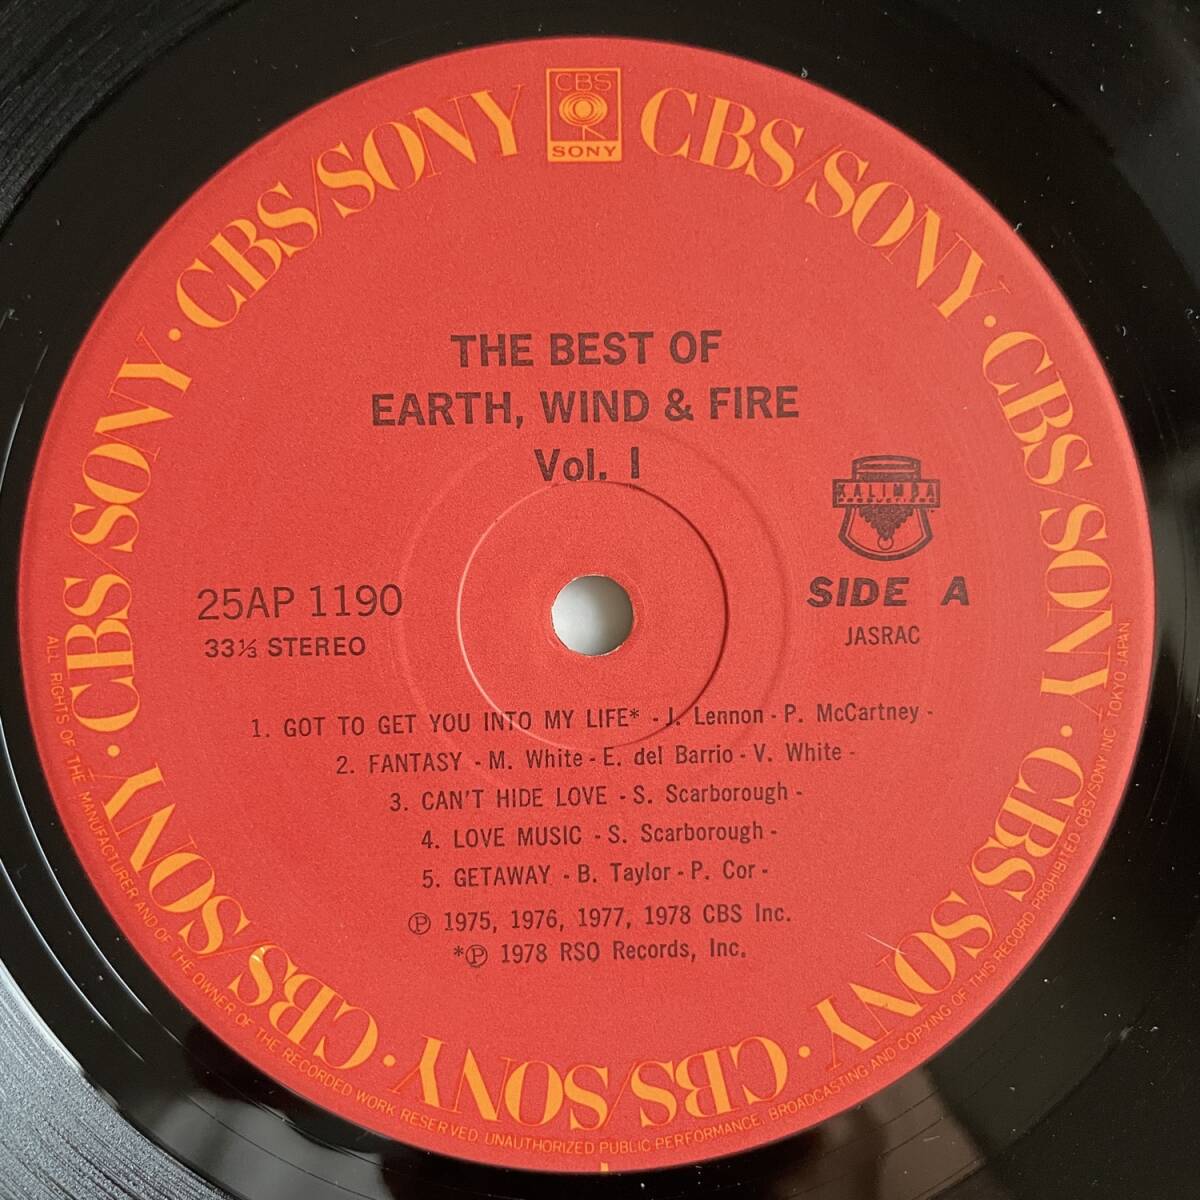 CBS
SONY
CBS/SONY · CBS/SONY · CBS/SONY · CBS/SONY · CBS/SONY · CBS/SONY · CBS/SONY · CBS/SONY · CBS/SONY
THE BEST OF
EARTH, WIND & FIRE
Vol. I
KALIMBA
PRODUCTIONS
25AP 1190
33⅓ STEREO
SIDE A
JASRAC
1. GOT TO GET YOU INTO MY LIFE* - J. Lennon - P. McCartney -
2. FANTASY - M. White - E. del Barrio - V. White -
3. CAN'T HIDE LOVE - S. Scarborough -
4. LOVE MUSIC - S. Scarborough -
5. GETAWAY - B. Taylor - P. Cor -
Ⓟ 1975, 1976, 1977, 1978 CBS Inc.
*Ⓟ 1978 RSO Records, Inc.
ALL RIGHTS OF THE MANUFACTURER AND OF THE OWNER OF THE RECORDED WORK RESERVED. UNAUTHORIZED PUBLIC PERFORMANCE, BROADCASTING AND COPYING OF THIS RECORD PROHIBITED. CBS/SONY INC. TOKYO JAPAN